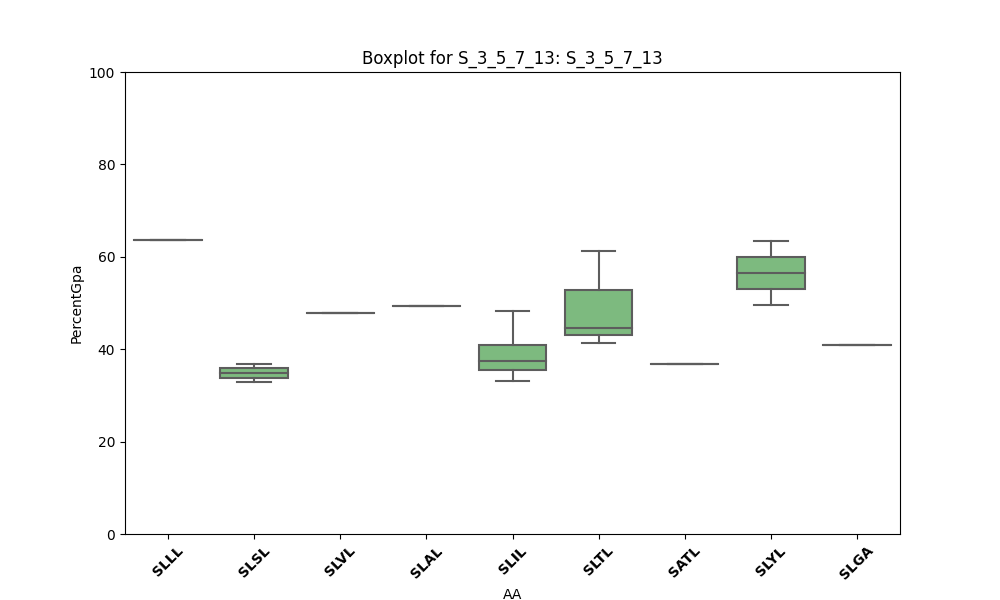 Boxplot for S_3_5_7_13: S_3_5_7_13
PercentGpa
100
80
60
40
20
0
SLLL
SLSL
SLVL
SLAL
SLIL
SLTL
SATL
SLYL
SLGA
AA